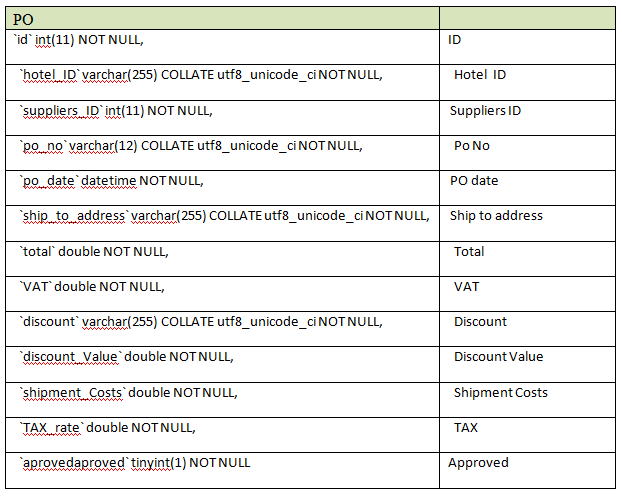 PO
`id` int(11) NOT NULL, ID
`hotel_ID` varchar(255) COLLATE utf8_unicode_ci NOT NULL, Hotel ID
`suppliers_ID` int(11) NOT NULL, Suppliers ID
`po_no` varchar(12) COLLATE utf8_unicode_ci NOT NULL, Po No
`po_date` datetime NOT NULL, PO date
`ship_to_address` varchar(255) COLLATE utf8_unicode_ci NOT NULL, Ship to address
`total` double NOT NULL, Total
`VAT` double NOT NULL, VAT
`discount` varchar(255) COLLATE utf8_unicode_ci NOT NULL, Discount
`discount_Value` double NOT NULL, Discount Value
`shipment_Costs` double NOT NULL, Shipment Costs
`TAX_rate` double NOT NULL, TAX
`aprovedaproved` tinyint(1) NOT NULL Approved